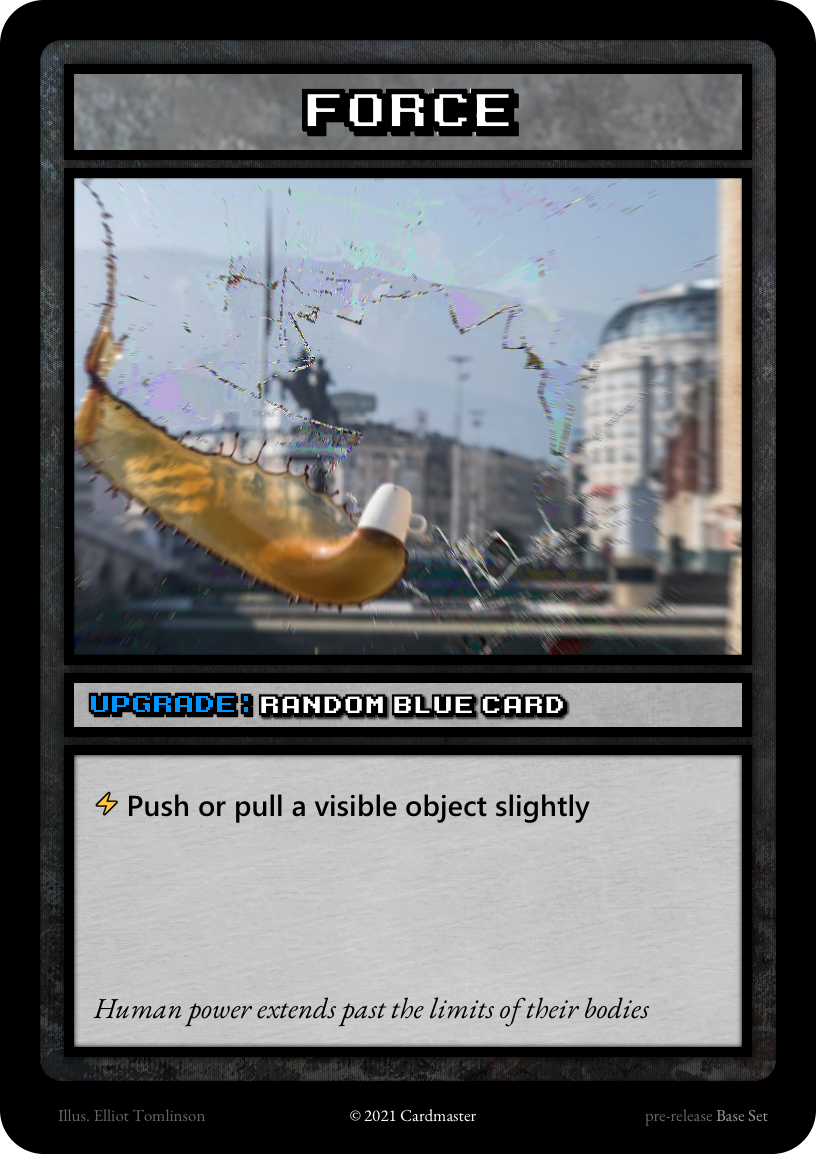 FORCE
UPGRADE: RANDOM BLUE CARD
Push or pull a visible object slightly
Human power extends past the limits of their bodies
Illus. Elliot Tomlinson
© 2021 Cardmaster
pre-release Base Set